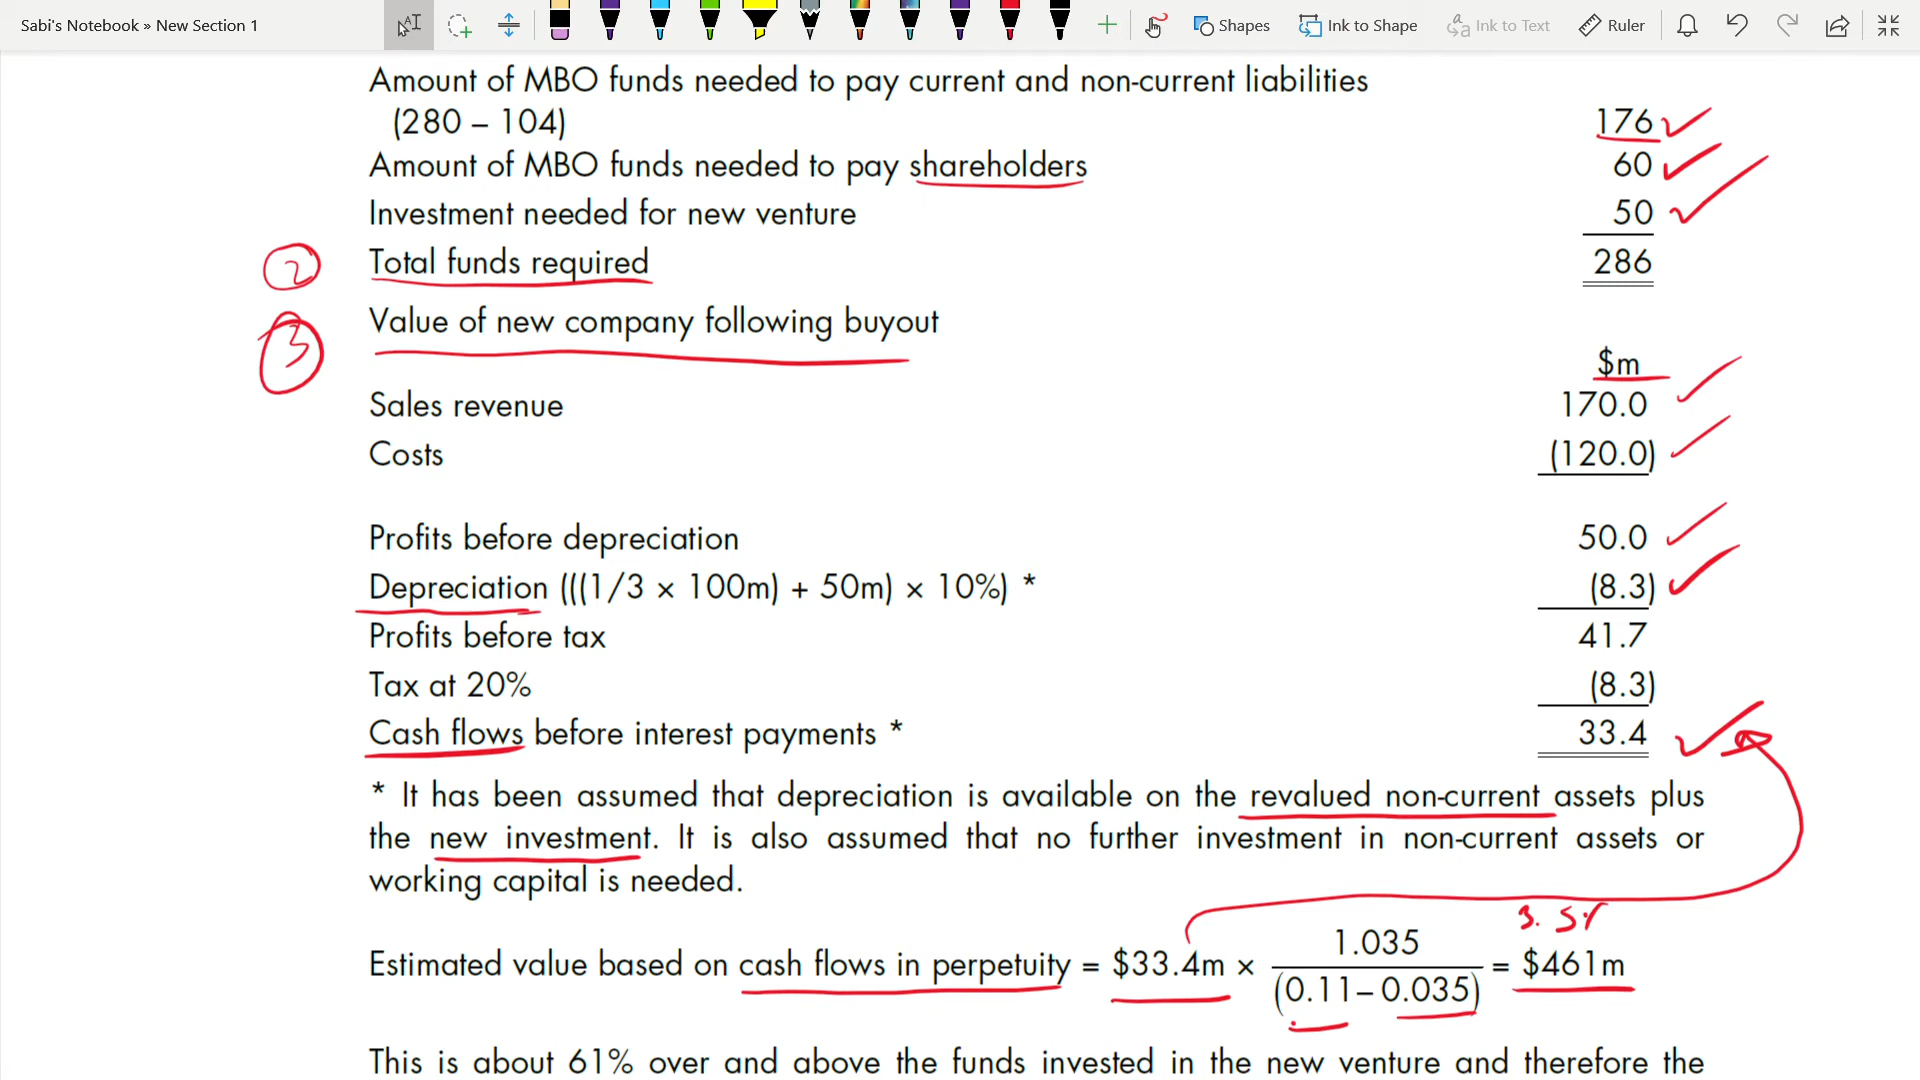 Sabi's Notebook » New Section 1
Shapes
Ink to Shape
Ink to Text
Ruler
Amount of MBO funds needed to pay current and non-current liabilities
(280 – 104) 176
Amount of MBO funds needed to pay shareholders 60
Investment needed for new venture 50
2 Total funds required 286
3 Value of new company following buyout
$m
Sales revenue 170.0
Costs (120.0)
Profits before depreciation 50.0
Depreciation (((1/3 × 100m) + 50m) × 10%) * (8.3)
Profits before tax 41.7
Tax at 20% (8.3)
Cash flows before interest payments * 33.4
* It has been assumed that depreciation is available on the revalued non-current assets plus
the new investment. It is also assumed that no further investment in non-current assets or
working capital is needed.
3.5%
Estimated value based on cash flows in perpetuity = $33.4m × 1.035 / (0.11 – 0.035) = $461m
This is about 61% over and above the funds invested in the new venture and therefore the